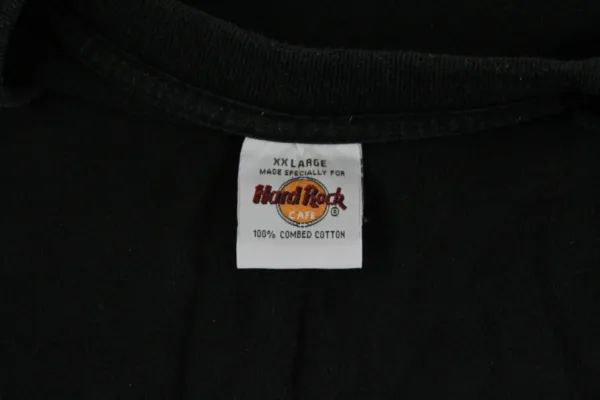 XX LARGE
MADE SPECIALLY FOR
Hard Rock
CAFE ®
100% COMBED COTTON